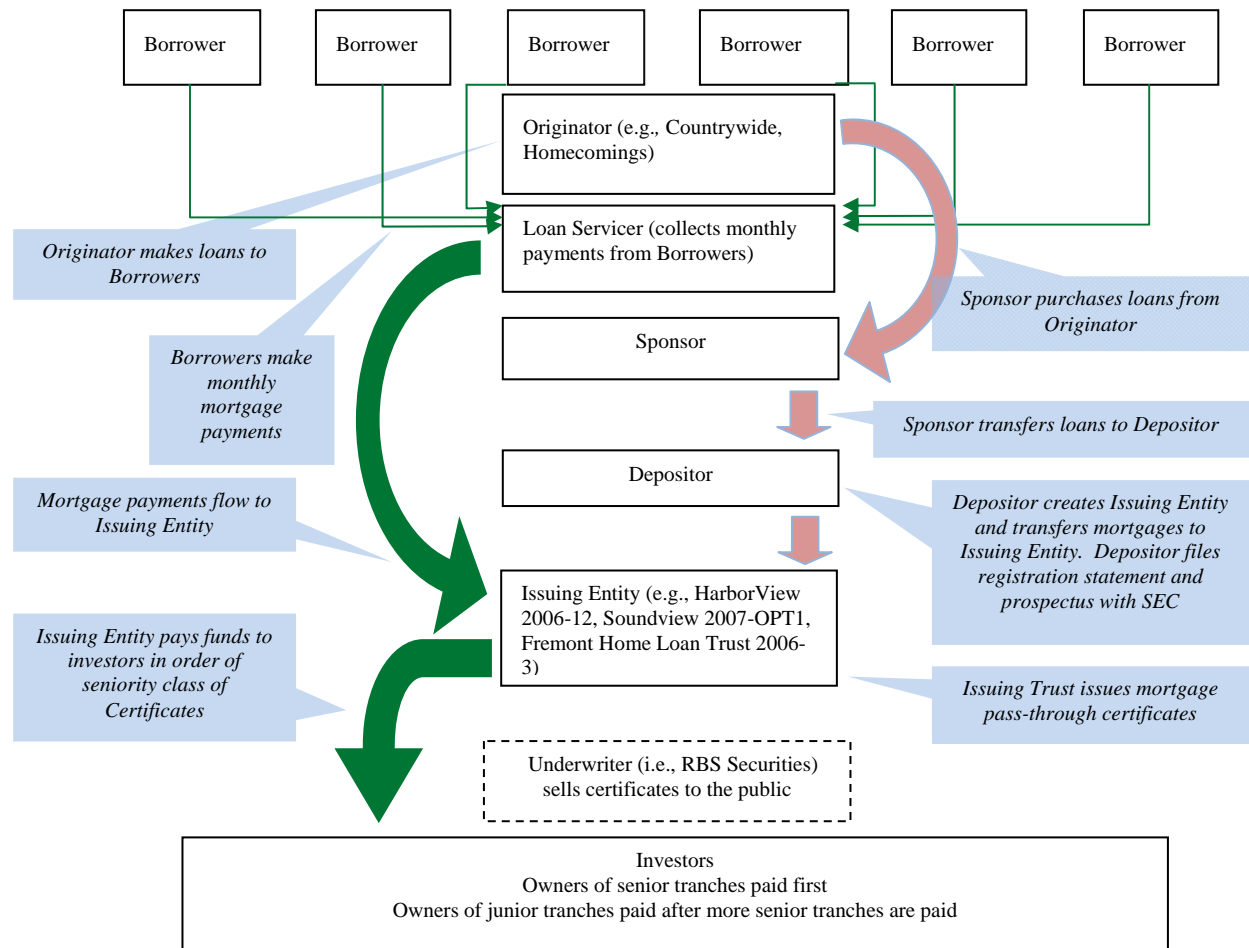 Borrower
Borrower
Borrower
Borrower
Borrower
Borrower
Originator (e.g., Countrywide,
Homecomings)
Originator makes loans to
Borrowers
Loan Servicer (collects monthly
payments from Borrowers)
Sponsor purchases loans from
Originator
Borrowers make
monthly
mortgage
payments
Sponsor
Sponsor transfers loans to Depositor
Depositor
Mortgage payments flow to
Issuing Entity
Depositor creates Issuing Entity
and transfers mortgages to
Issuing Entity.  Depositor files
registration statement and
prospectus with SEC
Issuing Entity (e.g., HarborView
2006-12, Soundview 2007-OPT1,
Fremont Home Loan Trust 2006-
3)
Issuing Entity pays funds to
investors in order of
seniority class of
Certificates
Issuing Trust issues mortgage
pass-through certificates
Underwriter (i.e., RBS Securities)
sells certificates to the public
Investors
Owners of senior tranches paid first
Owners of junior tranches paid after more senior tranches are paid